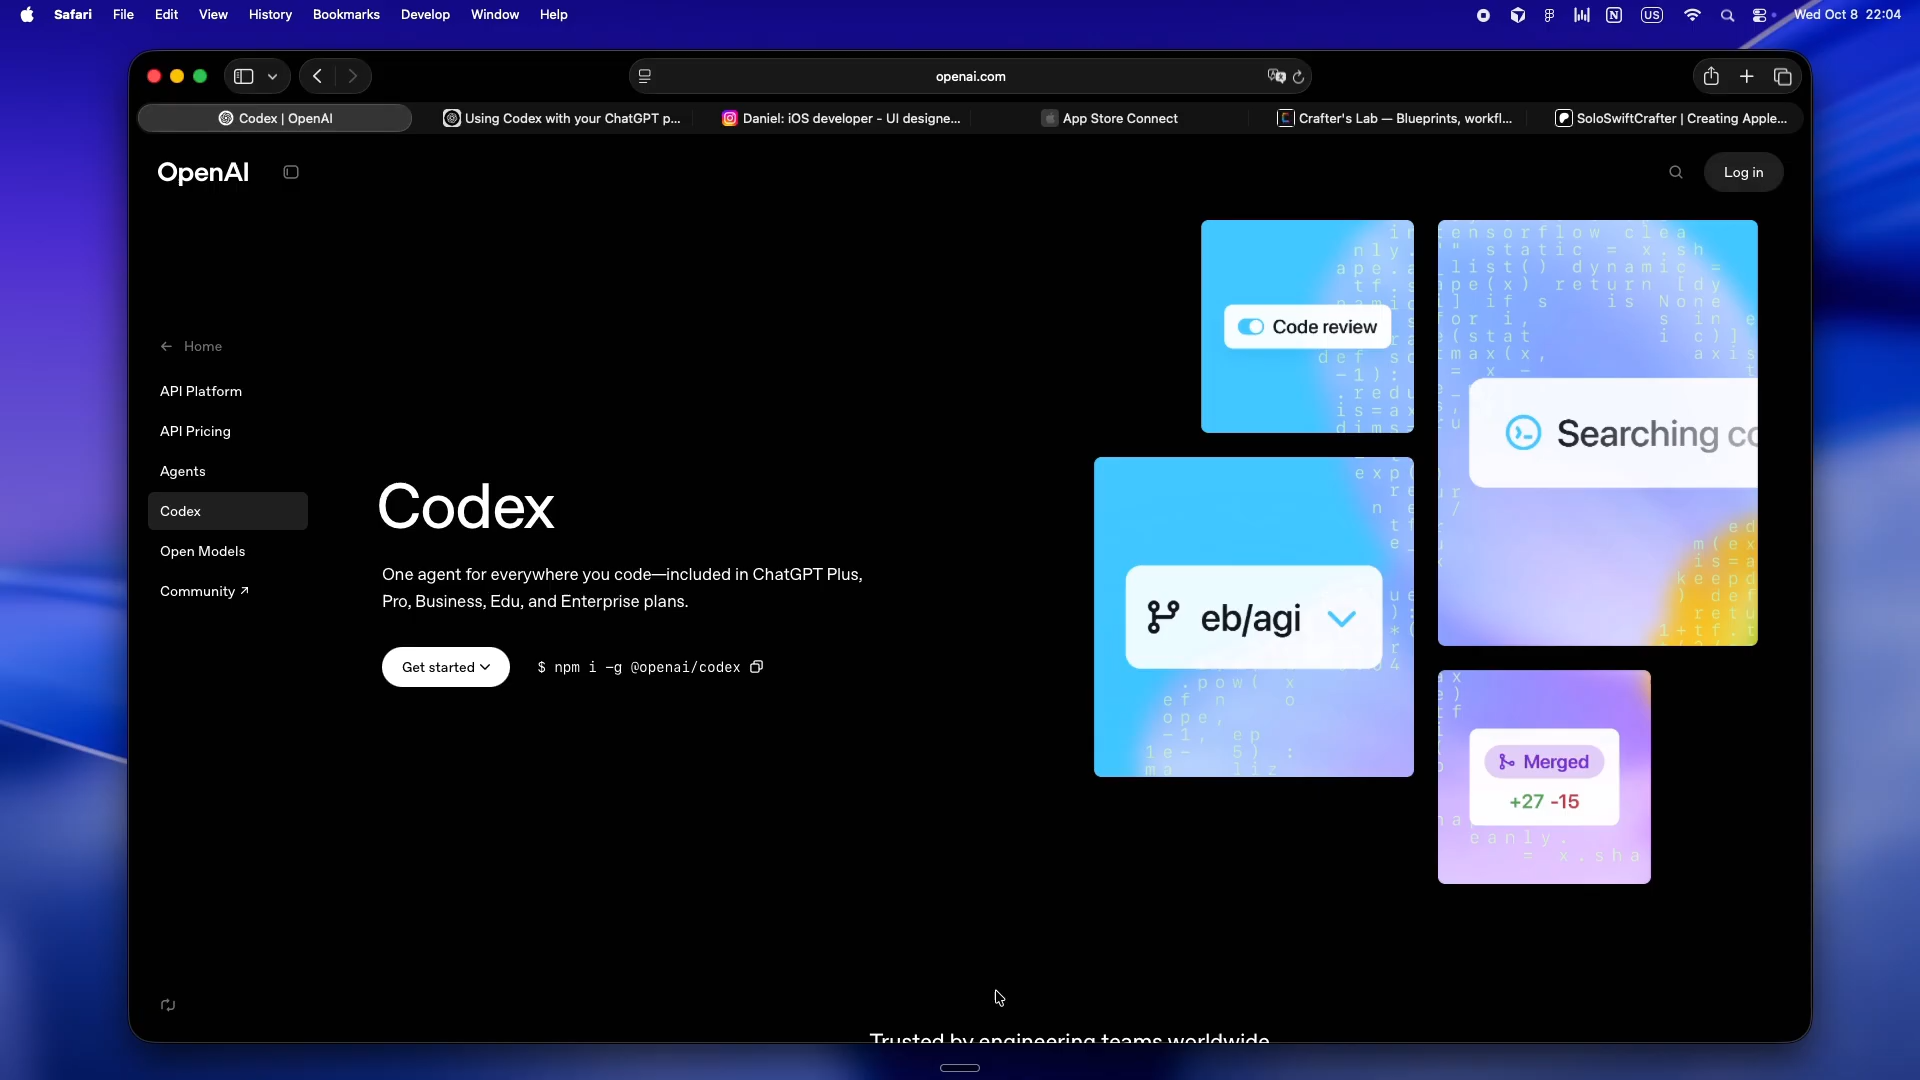 Safari File Edit View History Bookmarks Develop Window Help
US
Wed Oct 8 22:04
openai.com
Codex | OpenAI
Using Codex with your ChatGPT p...
Daniel: iOS developer - UI designe...
App Store Connect
Crafter's Lab — Blueprints, workfl...
SoloSwiftCrafter | Creating Apple...
OpenAI
Log in
← Home
API Platform
API Pricing
Agents
Codex
Open Models
Community ↗
Codex
One agent for everywhere you code—included in ChatGPT Plus,
Pro, Business, Edu, and Enterprise plans.
Get started
$ npm i -g @openai/codex
Code review
Searching co
eb/agi
Merged
+27 -15
Trusted by engineering teams worldwide